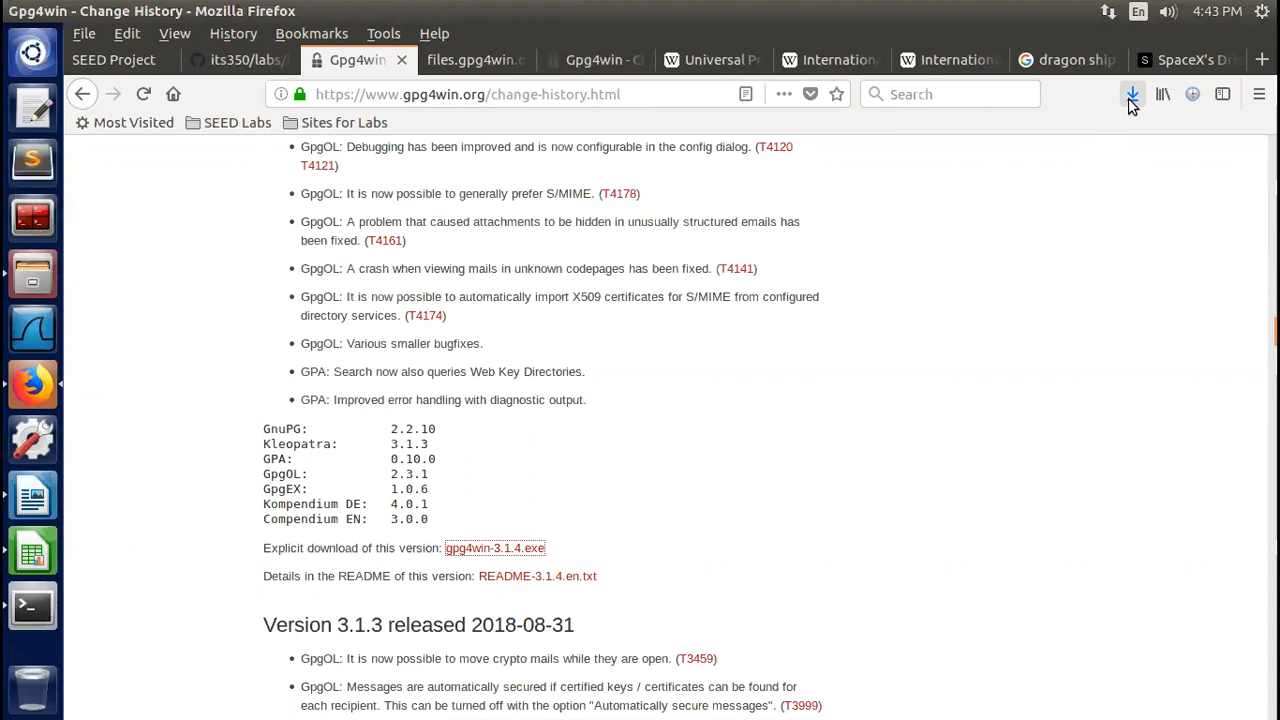 Gpg4win - Change History - Mozilla Firefox
En
4:43 PM
File Edit View History Bookmarks Tools Help
SEED Project
its350/labs/
Gpg4win
files.gpg4win.o
Gpg4win - C
Universal P
Internation
Internation
dragon ship
SpaceX's Dr
https://www.gpg4win.org/change-history.html
Search
Most Visited SEED Labs Sites for Labs
• GpgOL: Debugging has been improved and is now configurable in the config dialog. (T4120
T4121)
• GpgOL: It is now possible to generally prefer S/MIME. (T4178)
• GpgOL: A problem that caused attachments to be hidden in unusually structured emails has
been fixed. (T4161)
• GpgOL: A crash when viewing mails in unknown codepages has been fixed. (T4141)
• GpgOL: It is now possible to automatically import X509 certificates for S/MIME from configured
directory services. (T4174)
• GpgOL: Various smaller bugfixes.
• GPA: Search now also queries Web Key Directories.
• GPA: Improved error handling with diagnostic output.
GnuPG: 2.2.10
Kleopatra: 3.1.3
GPA: 0.10.0
GpgOL: 2.3.1
GpgEX: 1.0.6
Kompendium DE: 4.0.1
Compendium EN: 3.0.0
Explicit download of this version: gpg4win-3.1.4.exe
Details in the README of this version: README-3.1.4.en.txt
Version 3.1.3 released 2018-08-31
• GpgOL: It is now possible to move crypto mails while they are open. (T3459)
• GpgOL: Messages are automatically secured if certified keys / certificates can be found for
each recipient. This can be turned off with the option "Automatically secure messages". (T3999)